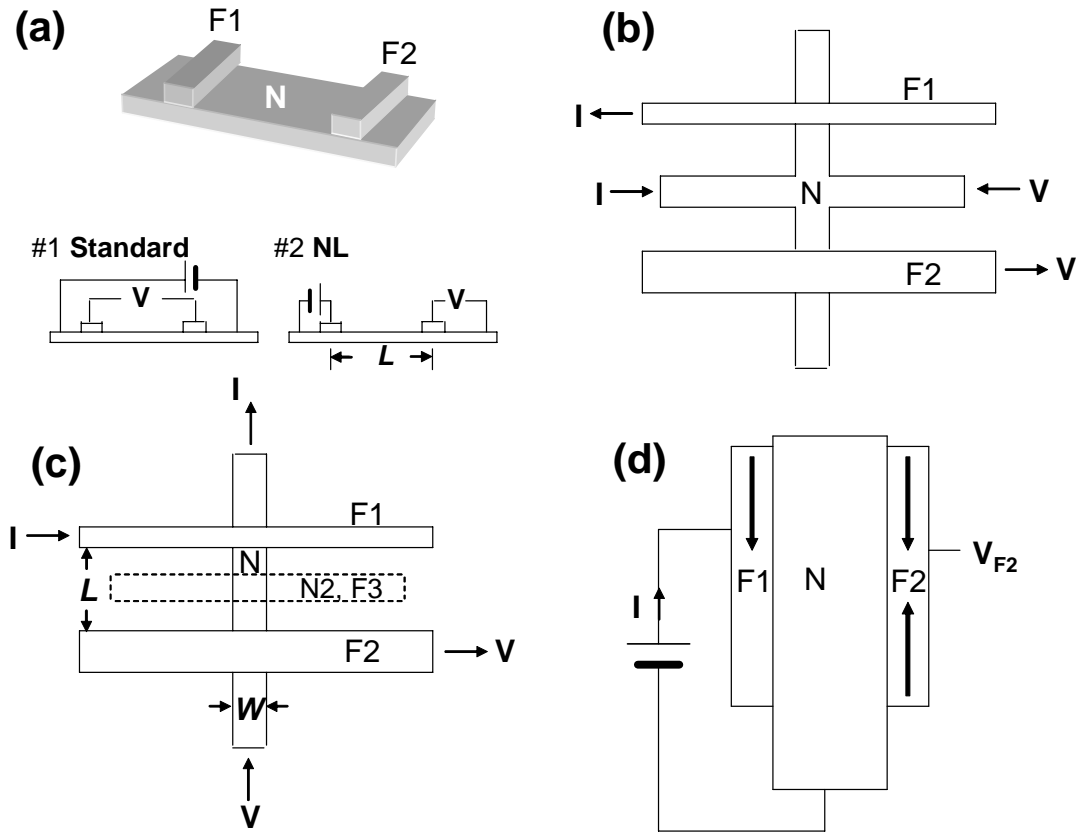 (a)
F1
F2
N
#1 Standard
V
#2 NL
V
L
(b)
F1
I
I
N
V
F2
V
(c)
I
I
F1
N
L
N2, F3
F2
V
W
V
(d)
I
F1
N
F2
V_F2